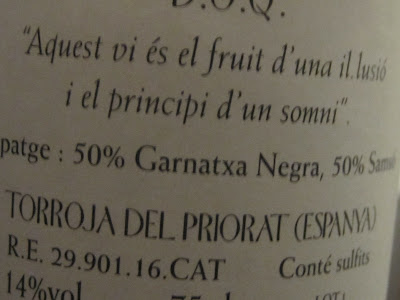 D.O.Q.
"Aquest vi és el fruit d'una il.lusió
i el principi d'un somni".
patge : 50% Garnatxa Negra, 50% Samsó
TORROJA DEL PRIORAT (ESPANYA)
R.E. 29.901.16.CAT Conté sulfits
14%vol